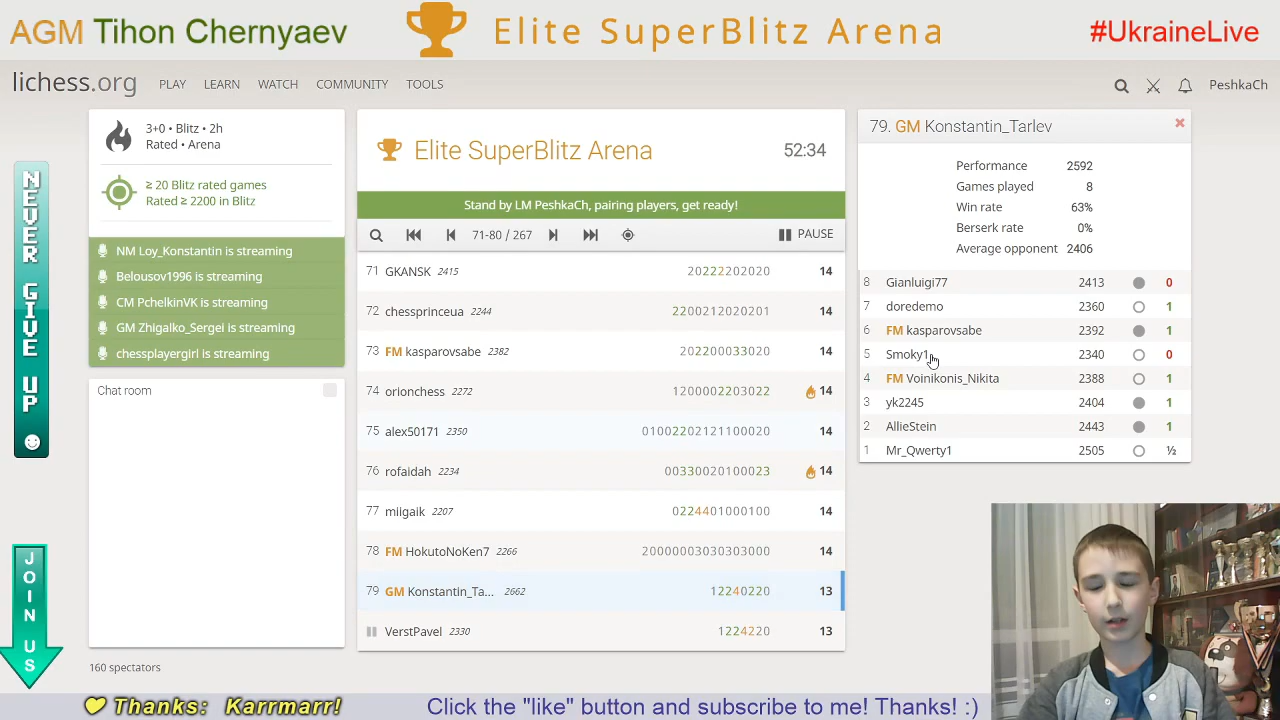 AGM Tihon Chernyaev
Elite SuperBlitz Arena
#UkraineLive
lichess.org
PLAY LEARN WATCH COMMUNITY TOOLS
PeshkaCh
NEVER GIVE UP
JOIN US
3+0 • Blitz • 2h
Rated • Arena
≥ 20 Blitz rated games
Rated ≥ 2200 in Blitz
NM Loy_Konstantin is streaming
Belousov1996 is streaming
CM PchelkinVK is streaming
GM Zhigalko_Sergei is streaming
chessplayergirl is streaming
Chat room
160 spectators
Elite SuperBlitz Arena 52:34
Stand by LM PeshkaCh, pairing players, get ready!
71-80 / 267 PAUSE
71 GKANSK 2415 20222202020 14
72 chessprinceua 2244 2200212020201 14
73 FM kasparovsabe 2382 20220003320 14
74 orionchess 2272 1200002203022 14
75 alex50171 2350 0100220212110000 14
76 rofaidah 2234 00330020100023 14
77 miigaik 2207 0224401000100 14
78 FM HokutoNoKen7 2266 20000003030303000 14
79 GM Konstantin_Ta... 2662 12240220 13
VerstPavel 2330 1224220 13
79. GM Konstantin_Tarlev
Performance 2592
Games played 8
Win rate 63%
Berserk rate 0%
Average opponent 2406
8 Gianluigi77 2413 0
7 doredemo 2360 1
6 FM kasparovsabe 2392 1
5 Smoky1 2340 0
4 FM Voinikonis_Nikita 2388 1
3 yk2245 2404 1
2 AllieStein 2443 1
1 Mr_Qwerty1 2505 ½
Thanks: Karrmarr!
Click the "like" button and subscribe to me! Thanks! :)